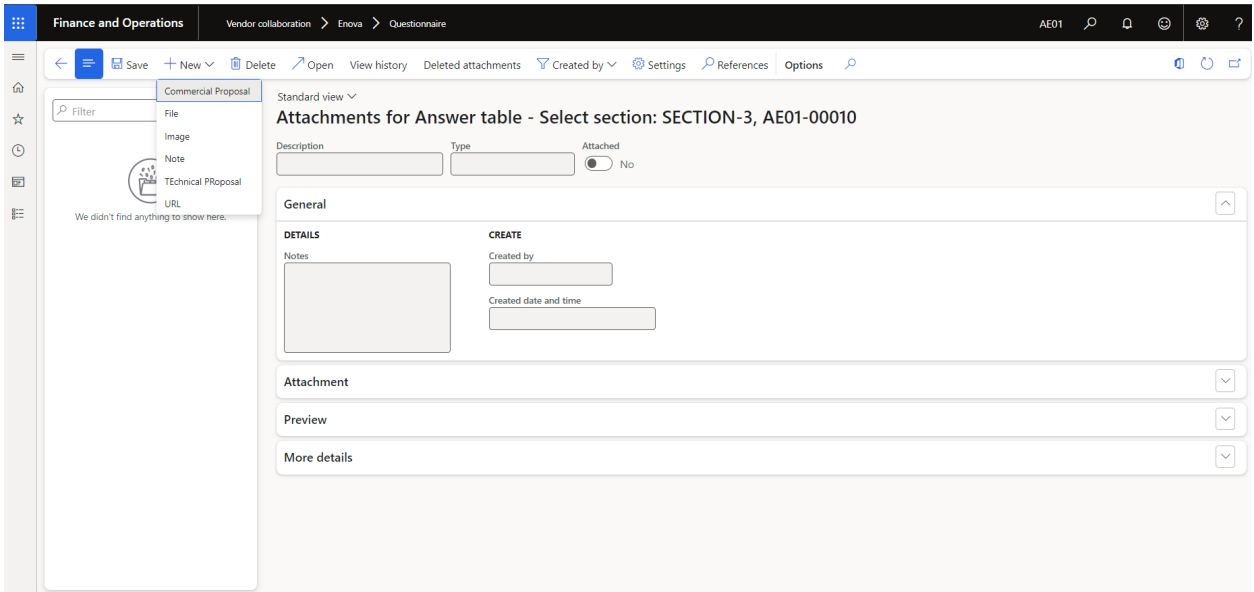 Finance and Operations
Vendor collaboration > Enova > Questionnaire
AE01
?
Save
New
Delete
Open
View history
Deleted attachments
Created by
Settings
References
Options
Commercial Proposal
File
Image
Note
TEchnical PRoposal
URL
Filter
We didn't find anything to show here.
Standard view
Attachments for Answer table - Select section: SECTION-3, AE01-00010
Description
Type
Attached
No
General
DETAILS
CREATE
Notes
Created by
Created date and time
Attachment
Preview
More details